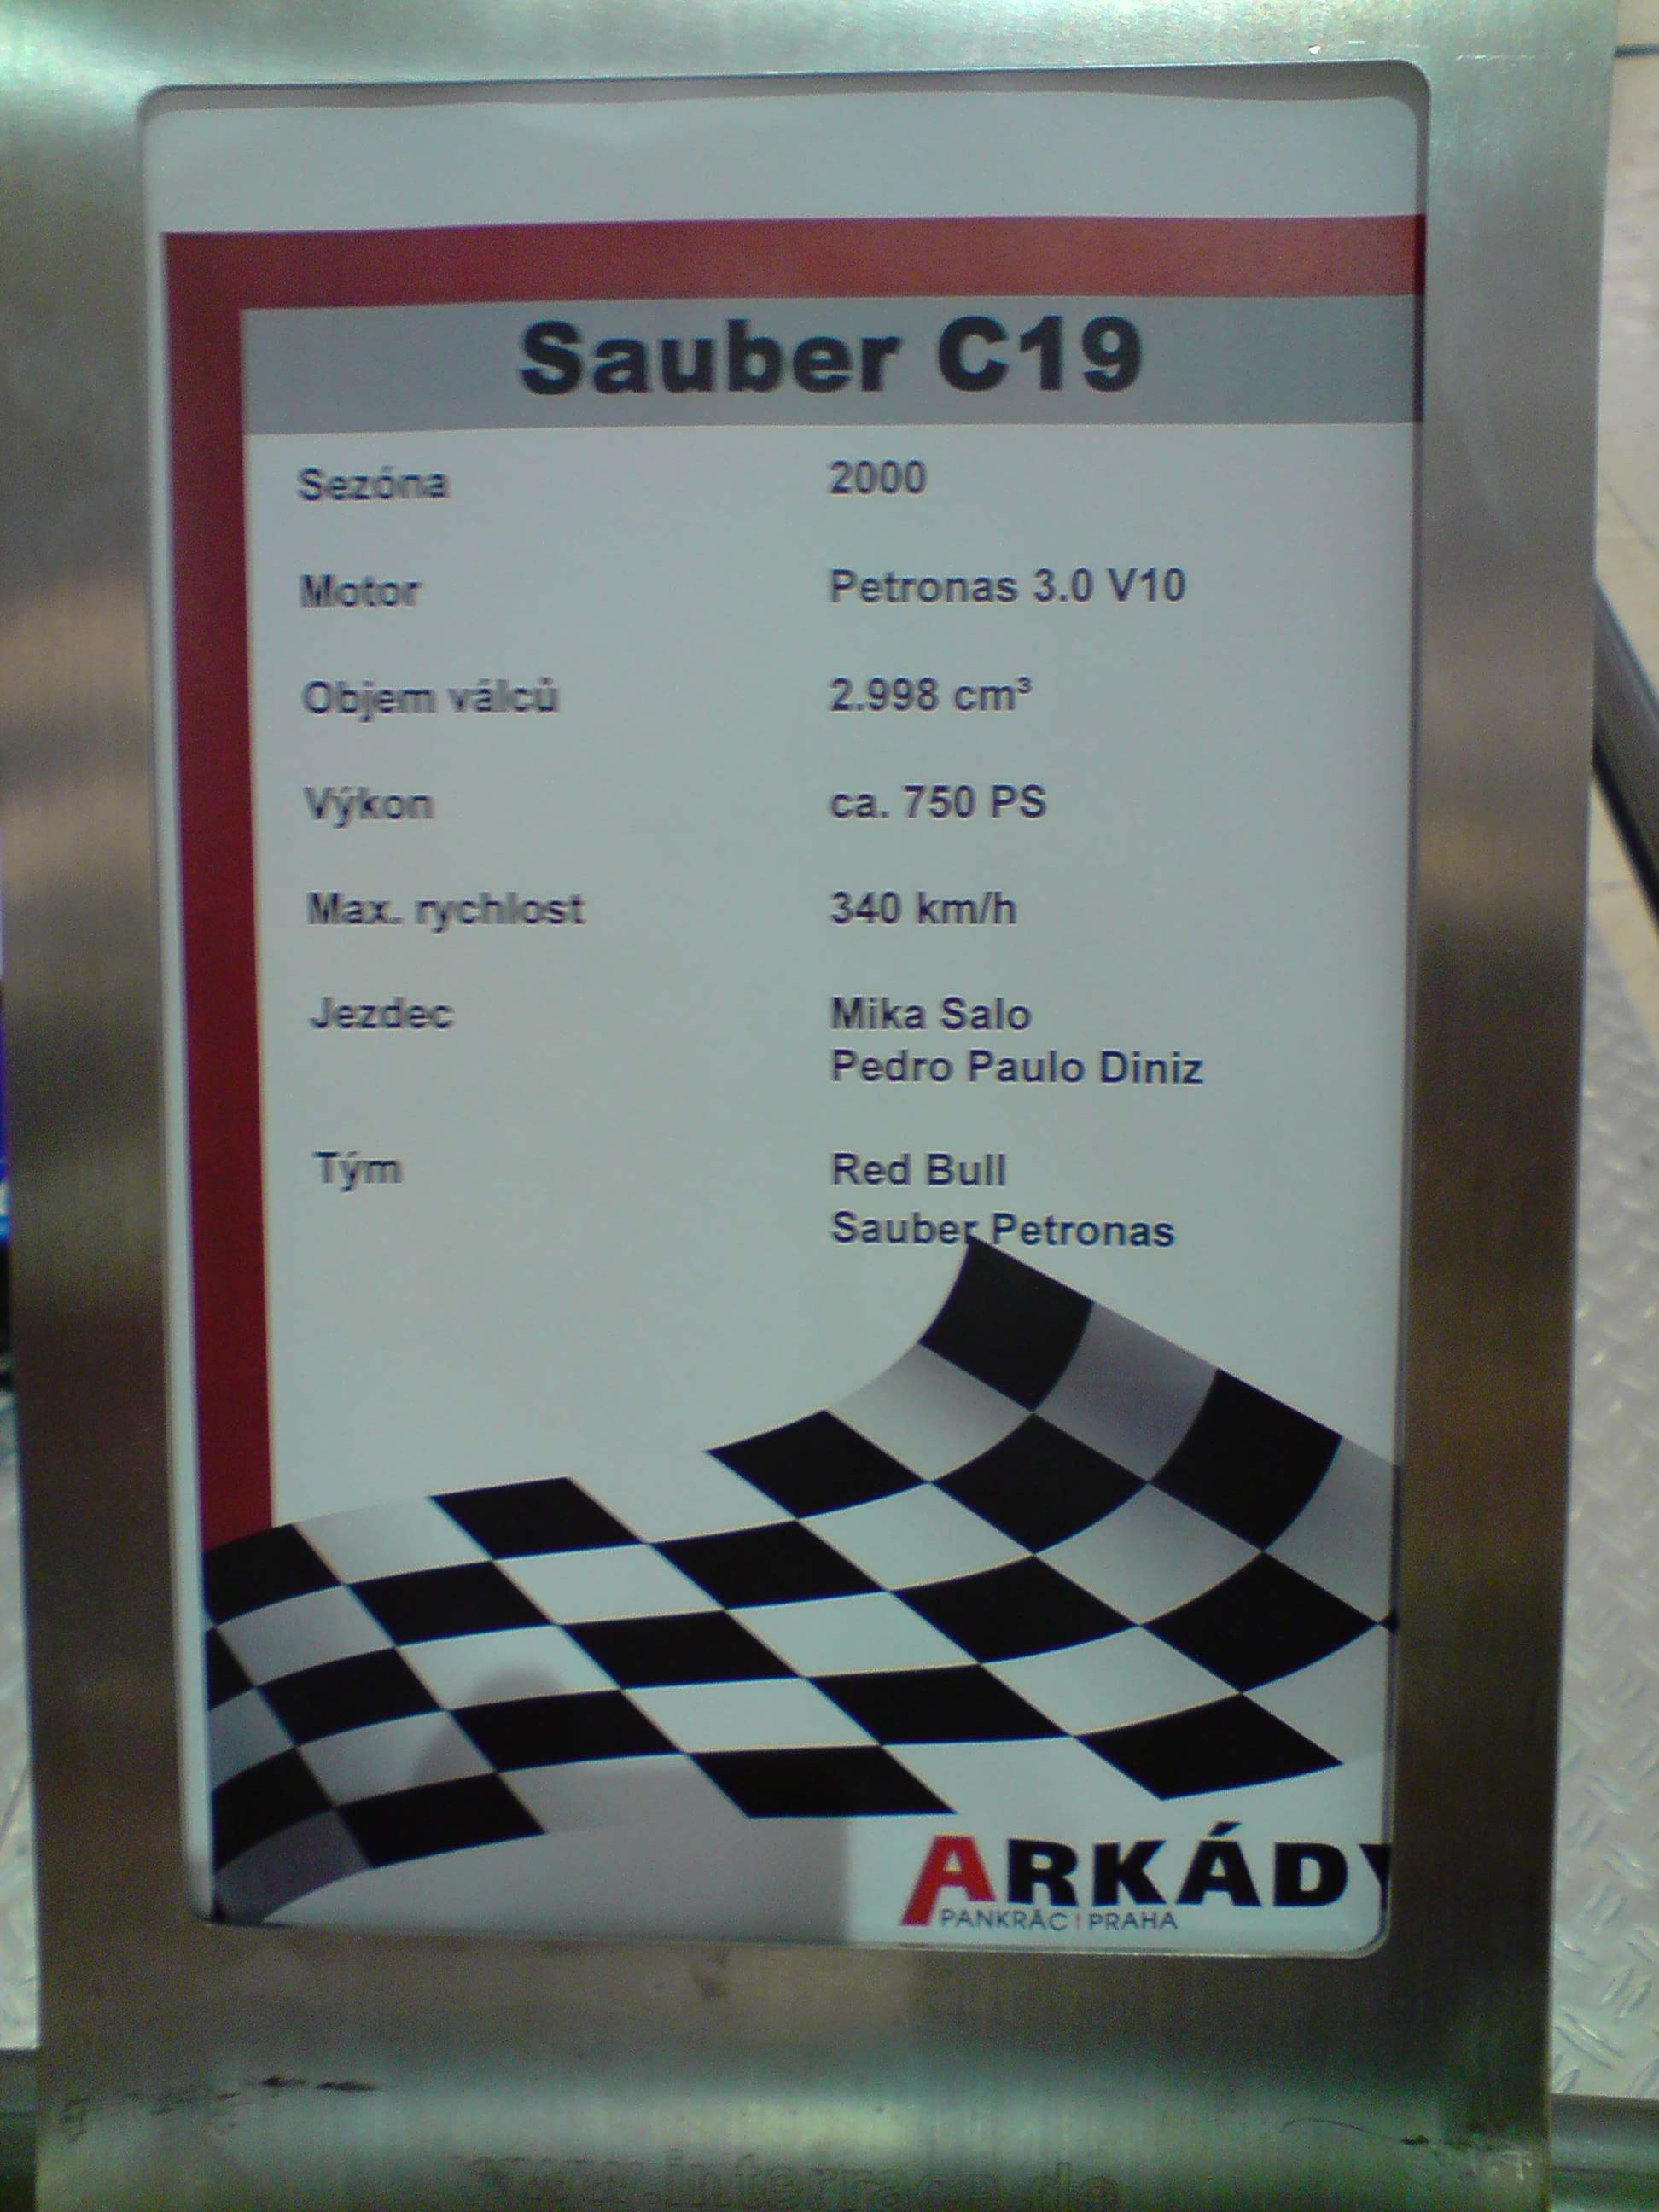 Sauber C19
Sezóna 2000
Motor Petronas 3.0 V10
Objem válců 2.998 cm³
Výkon ca. 750 PS
Max. rychlost 340 km/h
Jezdec Mika Salo
Pedro Paulo Diniz
Tým Red Bull
Sauber Petronas
ARKÁDY
PANKRÁC | PRAHA